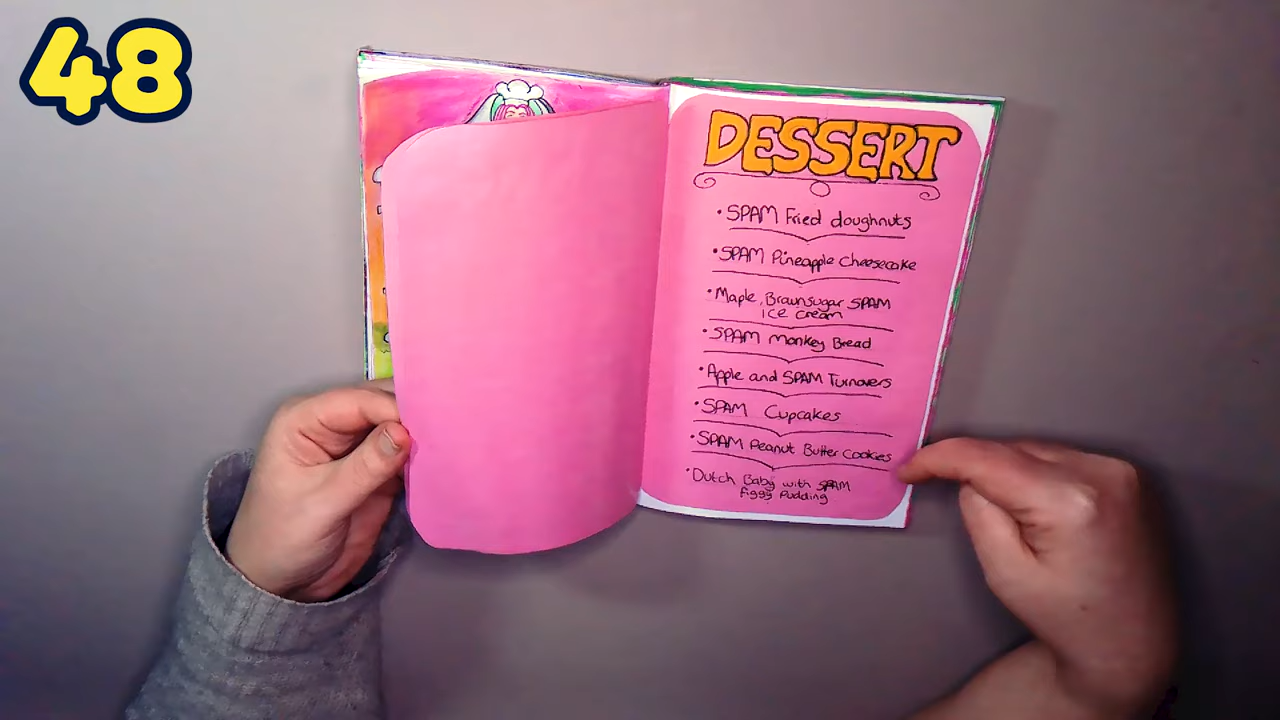 48
DESSERT
• SPAM Fried doughnuts
• SPAM Pineapple Cheesecake
• Maple, Braunsugar SPAM
ice cream
• SPAM Monkey Bread
• Apple and SPAM Turnovers
• SPAM Cupcakes
• SPAM Peanut Butter Cookies
• Dutch Baby with SPAM
figgy Pudding